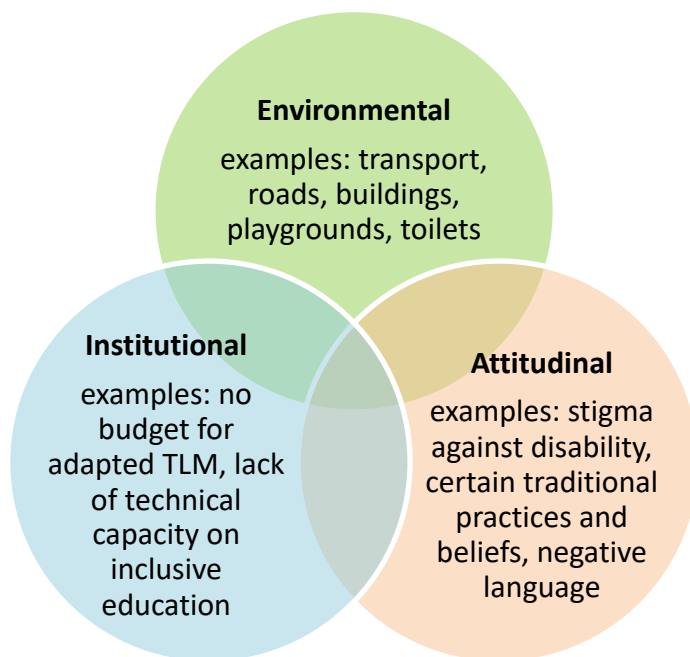 Environmental
examples: transport,
roads, buildings,
playgrounds, toilets
Institutional
examples: no
budget for
adapted TLM, lack
of technical
capacity on
inclusive
education
Attitudinal
examples: stigma
against disability,
certain traditional
practices and
beliefs, negative
language